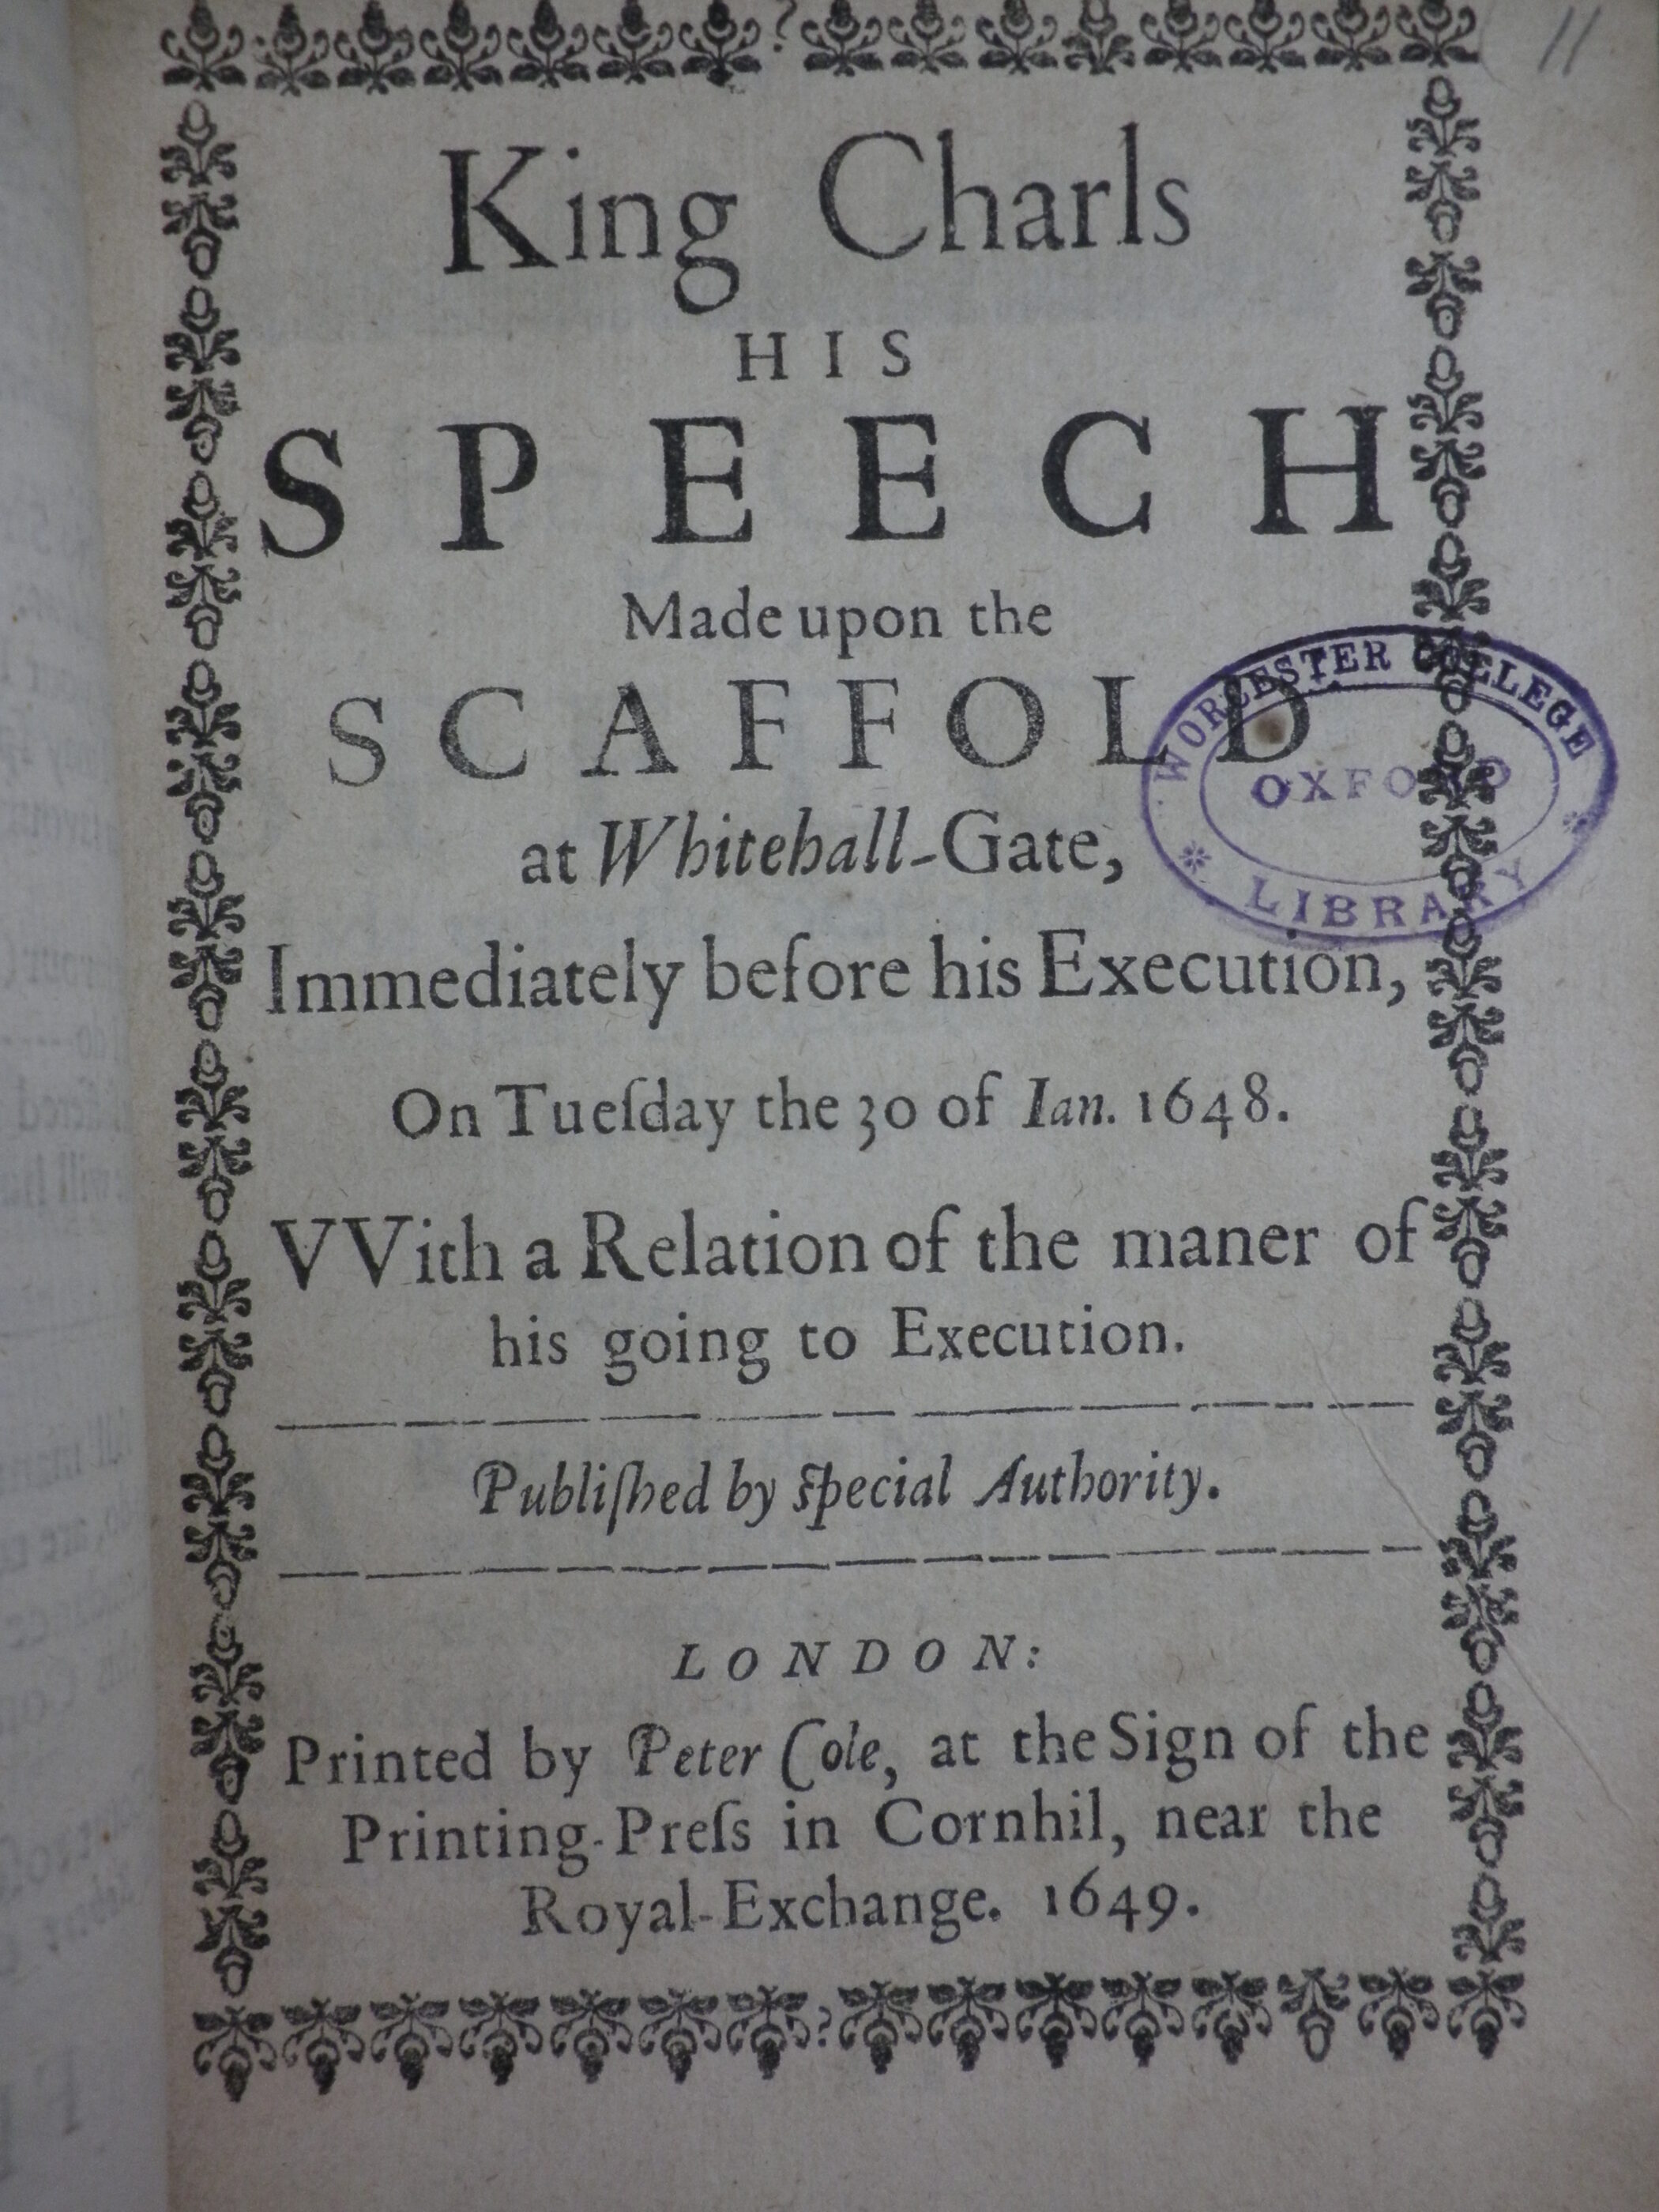 11
King Charls
HIS
SPEECH
Made upon the
SCAFFOLD
at Whitehall-Gate,
Immediately before his Execution,
On Tueſday the 30 of Ian. 1648.
VVith a Relation of the maner of
his going to Execution.
Publiſhed by ſpecial Authority.
LONDON:
Printed by Peter Cole, at the Sign of the
Printing-Preſs in Cornhil, near the
Royal-Exchange. 1649.
WORCESTER COLLEGE
OXFORD
LIBRARY